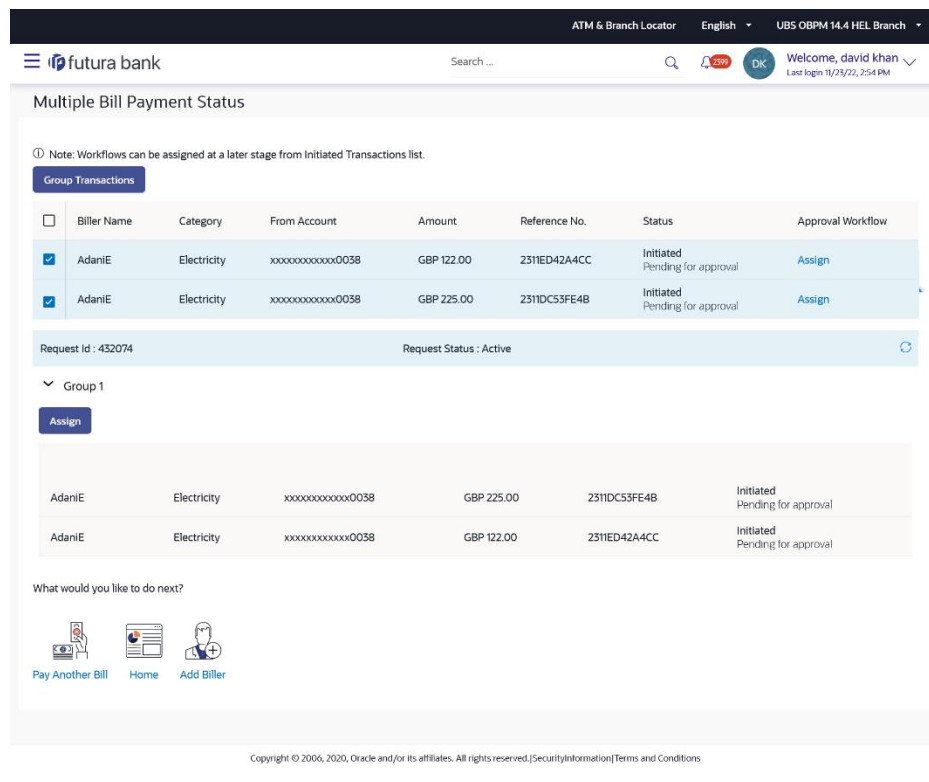 ATM & Branch Locator English UBS OBPM 14.4 HEL Branch
futura bank Search ... 2399 DK Welcome, david khan
Last login 11/23/22, 2:54 PM
Multiple Bill Payment Status
Note: Workflows can be assigned at a later stage from Initiated Transactions list.
Group Transactions
Biller Name Category From Account Amount Reference No. Status Approval Workflow
AdaniE Electricity xxxxxxxxxxxx0038 GBP 122.00 2311ED42A4CC Initiated Assign
Pending for approval
AdaniE Electricity xxxxxxxxxxxx0038 GBP 225.00 2311DC53FE4B Initiated Assign
Pending for approval
Request Id : 432074 Request Status : Active
Group 1
Assign
AdaniE Electricity xxxxxxxxxxxx0038 GBP 225.00 2311DC53FE4B Initiated
Pending for approval
AdaniE Electricity xxxxxxxxxxxx0038 GBP 122.00 2311ED42A4CC Initiated
Pending for approval
What would you like to do next?
Pay Another Bill Home Add Biller
Copyright © 2006, 2020, Oracle and/or its affiliates. All rights reserved.|SecurityInformation|Terms and Conditions